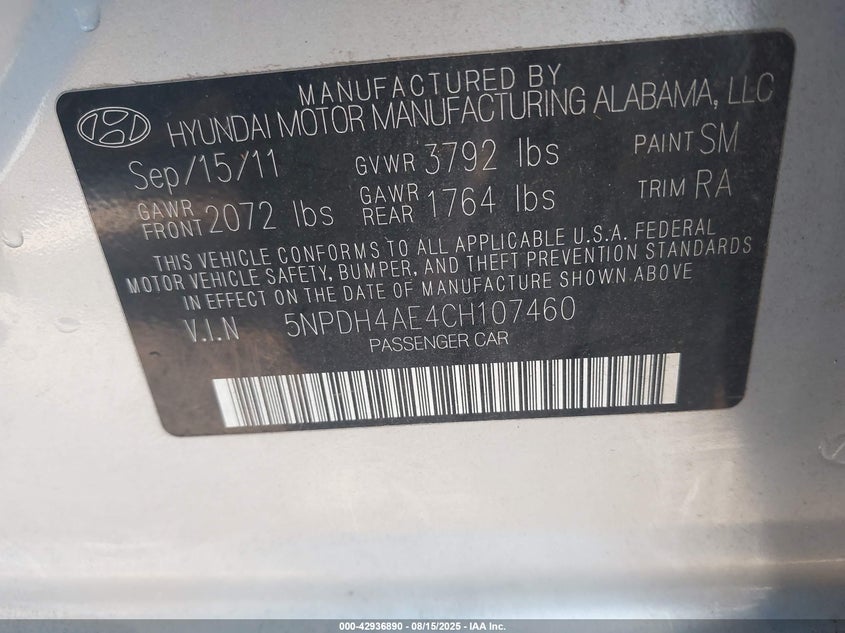 MANUFACTURED BY
HYUNDAI MOTOR MANUFACTURING ALABAMA, LLC
Sep/15/11 GVWR 3792 lbs PAINT SM
GAWR FRONT 2072 lbs GAWR REAR 1764 lbs TRIM RA
THIS VEHICLE CONFORMS TO ALL APPLICABLE U.S.A. FEDERAL
MOTOR VEHICLE SAFETY, BUMPER, AND THEFT PREVENTION STANDARDS
IN EFFECT ON THE DATE OF MANUFACTURE SHOWN ABOVE
V.I.N 5NPDH4AE4CH107460
PASSENGER CAR
000-42936890 - 08/15/2025 - IAA Inc.